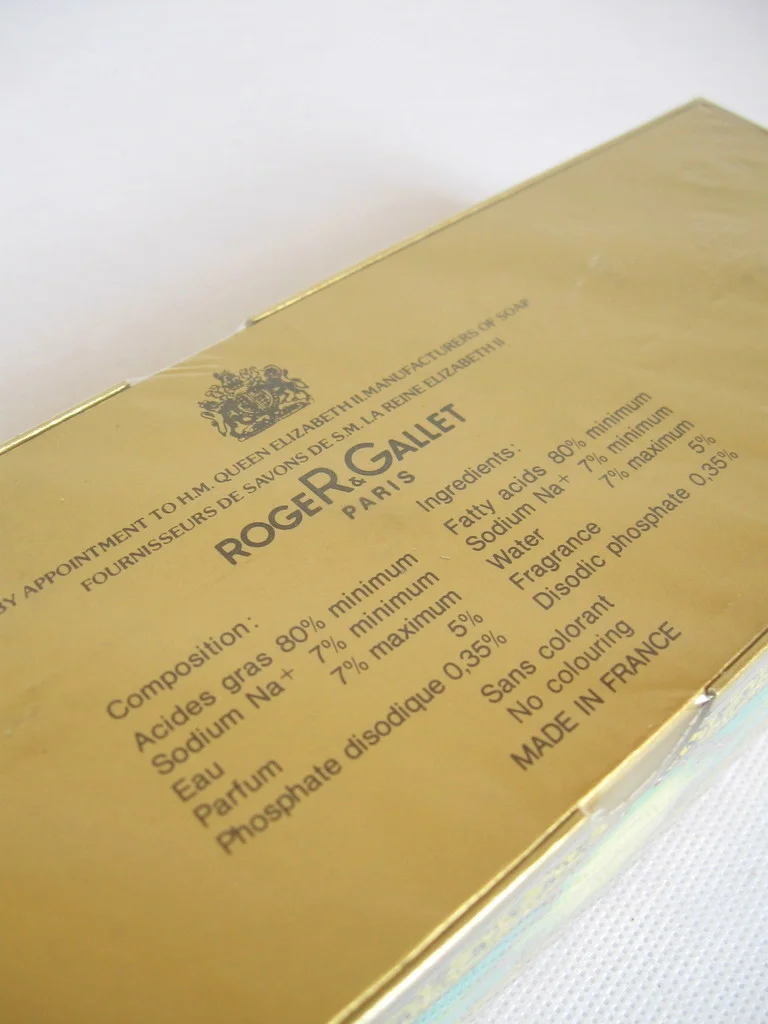 BY APPOINTMENT TO H.M. QUEEN ELIZABETH II.MANUFACTURERS OF SOAP
FOURNISSEURS DE SAVONS DE S.M. LA REINE ELIZABETH II
ROGER & GALLET
PARIS
Composition:
Acides gras 80% minimum
Sodium Na+ 7% minimum
Eau 7% maximum
Parfum 5%
Phosphate disodique 0,35%
Ingredients:
Fatty acids 80% minimum
Sodium Na+ 7% minimum
Water 7% maximum
Fragrance 5%
Disodic phosphate 0,35%
Sans colorant
No colouring
MADE IN FRANCE